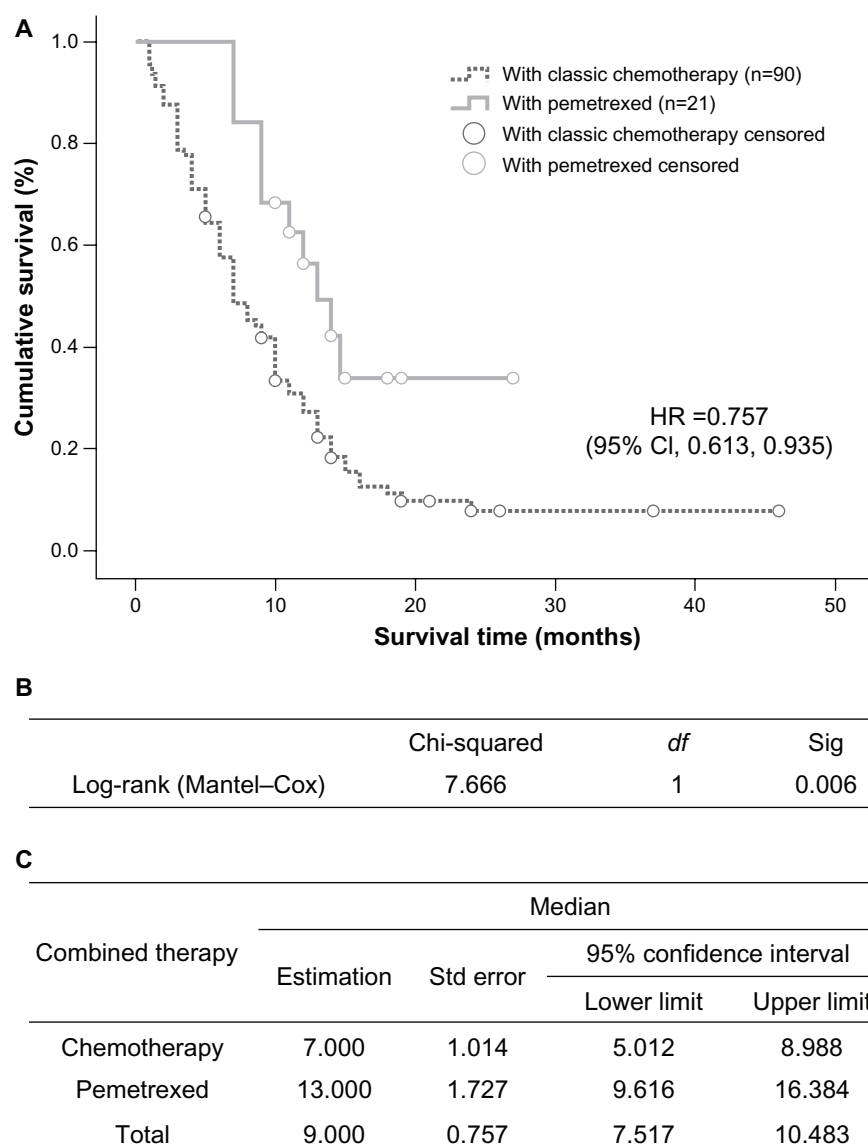 A
1.0
0.8
0.6
0.4
0.2
0.0
Cumulative survival (%)
With classic chemotherapy (n=90)
With pemetrexed (n=21)
With classic chemotherapy censored
With pemetrexed censored
HR =0.757
(95% CI, 0.613, 0.935)
0 10 20 30 40 50
Survival time (months)
B
Chi-squared df Sig
Log-rank (Mantel–Cox) 7.666 1 0.006
C
Median
Combined therapy
Estimation Std error 95% confidence interval
Lower limit Upper limit
Chemotherapy 7.000 1.014 5.012 8.988
Pemetrexed 13.000 1.727 9.616 16.384
Total 9.000 0.757 7.517 10.483